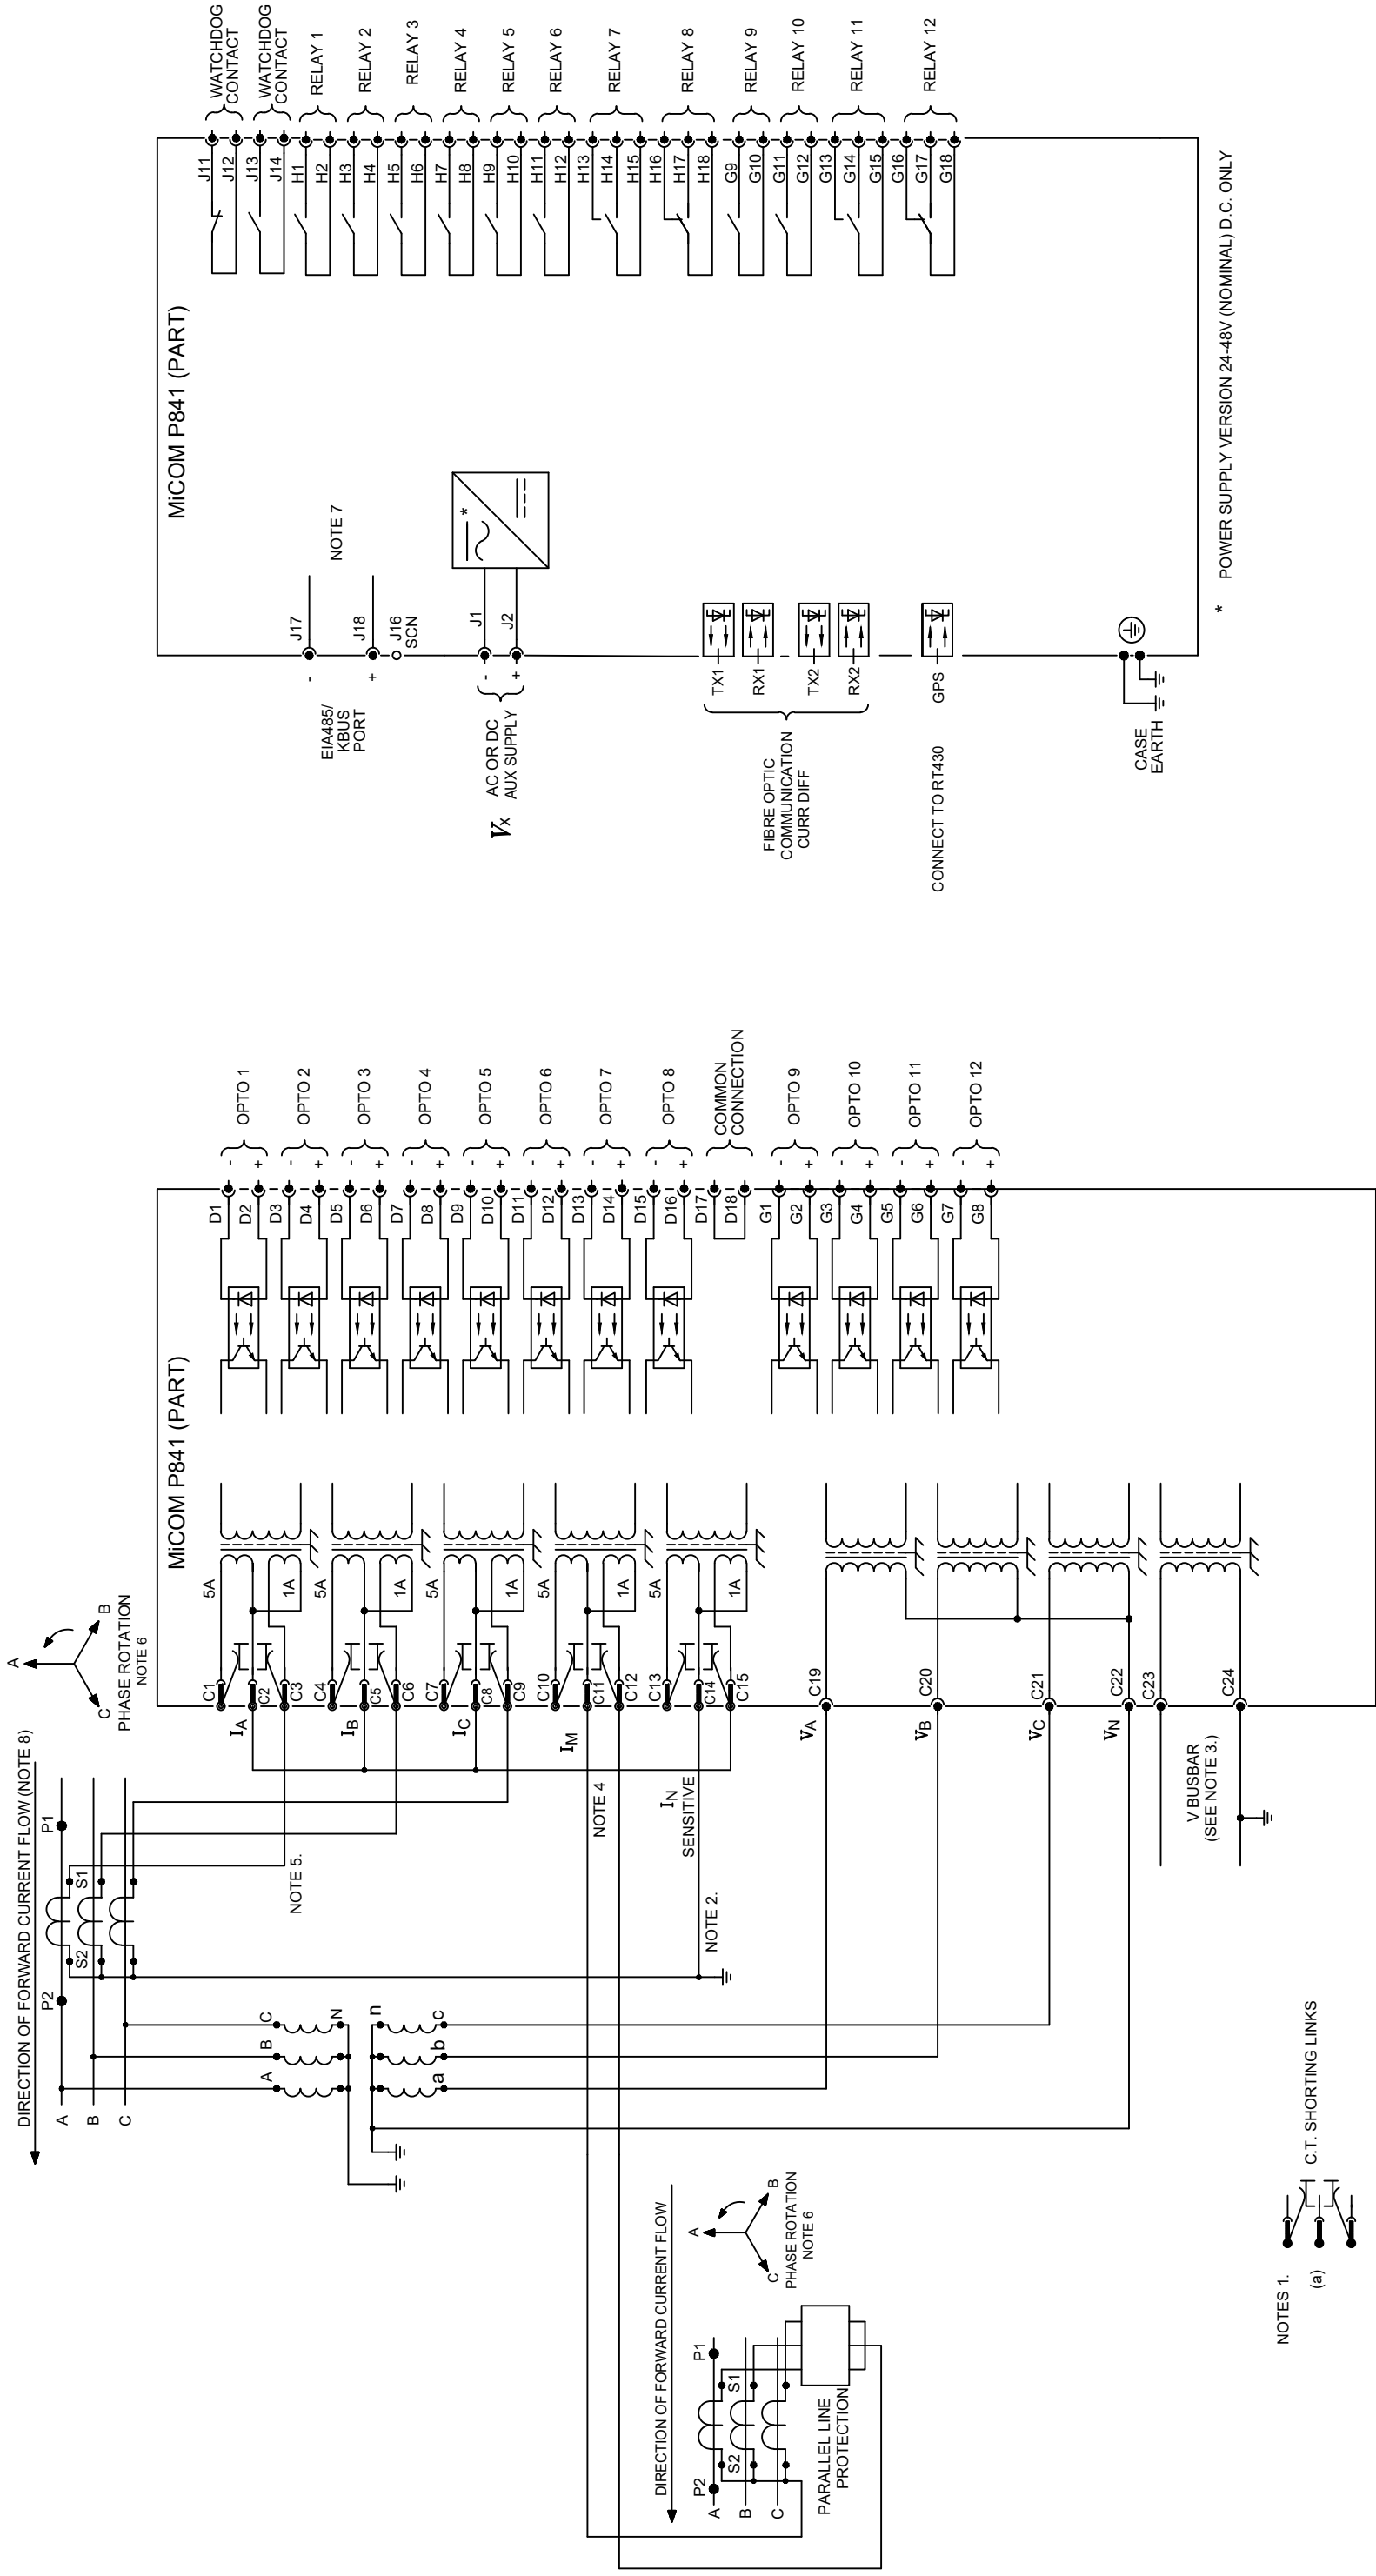 DIRECTION OF FORWARD CURRENT FLOW (NOTE 8)
A
B
C
PHASE ROTATION
NOTE 6
P2
P1
S2
S1
A
B
C
A
B
C
N
n
a
b
c
NOTE 5.
NOTE 4
NOTE 2.
DIRECTION OF FORWARD CURRENT FLOW
A
B
C
PHASE ROTATION
NOTE 6
P2
P1
S2
S1
A
B
C
PARALLEL LINE
PROTECTION
NOTES 1.
(a)
C.T. SHORTING LINKS
MiCOM P841 (PART)
IA
IB
IC
IM
IN
SENSITIVE
VA
VB
VC
VN
V BUSBAR
(SEE NOTE 3.)
C1
C2
C3
5A
1A
C4
C5
C6
5A
1A
C7
C8
C9
5A
1A
C10
C11
C12
5A
1A
C13
C14
C15
5A
1A
C19
C20
C21
C22
C23
C24
D1 -
D2 +
OPTO 1
D3 -
D4 +
OPTO 2
D5 -
D6 +
OPTO 3
D7 -
D8 +
OPTO 4
D9 -
D10 +
OPTO 5
D11 -
D12 +
OPTO 6
D13 -
D14 +
OPTO 7
D15 -
D16 +
OPTO 8
D17
D18
COMMON
CONNECTION
G1 -
G2 +
OPTO 9
G3 -
G4 +
OPTO 10
G5 -
G6 +
OPTO 11
G7 -
G8 +
OPTO 12
MiCOM P841 (PART)
EIA485/
KBUS
PORT
- J17
+ J18
J16
SCN
NOTE 7
Vx
AC OR DC
AUX SUPPLY
- J1
+ J2
*
FIBRE OPTIC
COMMUNICATION
CURR DIFF
TX1
RX1
TX2
RX2
CONNECT TO RT430
GPS
CASE
EARTH
J11
J12
WATCHDOG
CONTACT
J13
J14
WATCHDOG
CONTACT
H1
H2
RELAY 1
H3
H4
RELAY 2
H5
H6
RELAY 3
H7
H8
RELAY 4
H9
H10
RELAY 5
H11
H12
RELAY 6
H13
H14
H15
RELAY 7
H16
H17
H18
RELAY 8
G9
G10
RELAY 9
G11
G12
RELAY 10
G13
G14
G15
RELAY 11
G16
G17
G18
RELAY 12
* POWER SUPPLY VERSION 24-48V (NOMINAL) D.C. ONLY